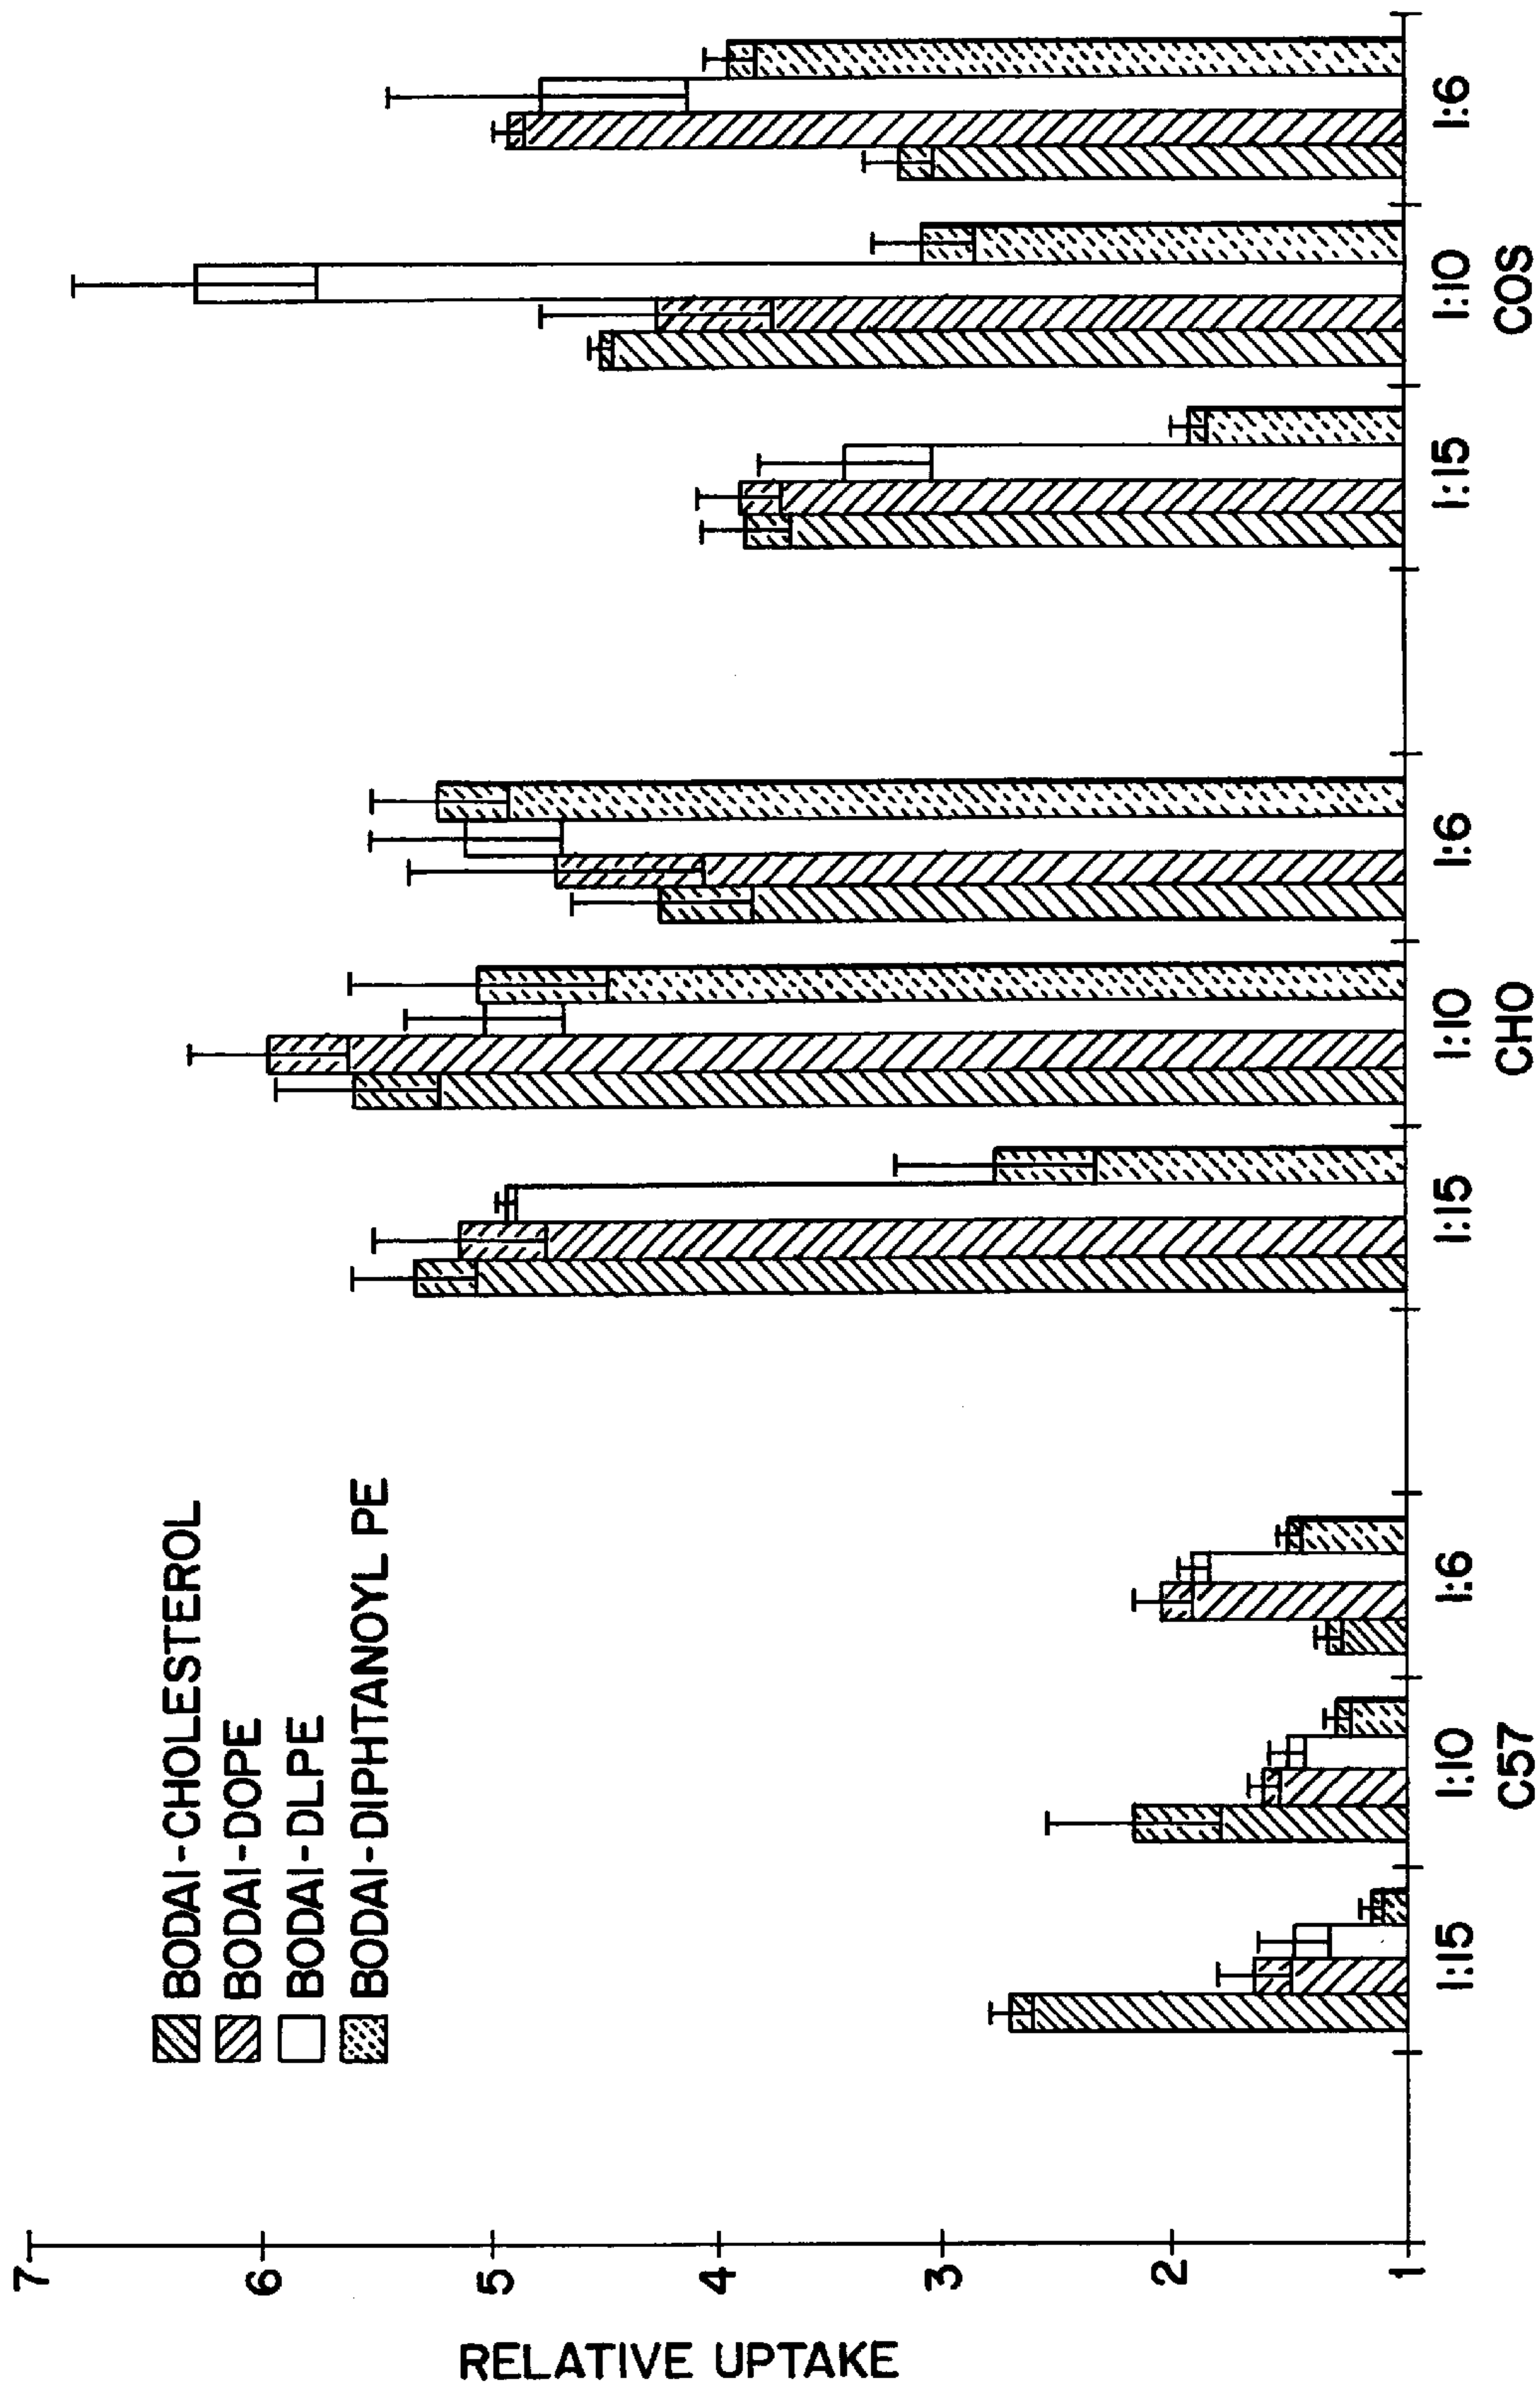 BODAI-CHOLESTEROL
BODAI-DOPE
BODAI-DLPE
BODAI-DIPHTANOYL PE
RELATIVE UPTAKE
7
6
5
4
3
2
1
1:15 1:10 1:6 1:15 1:10 1:6 1:15 1:10 1:6
C57 CHO COS